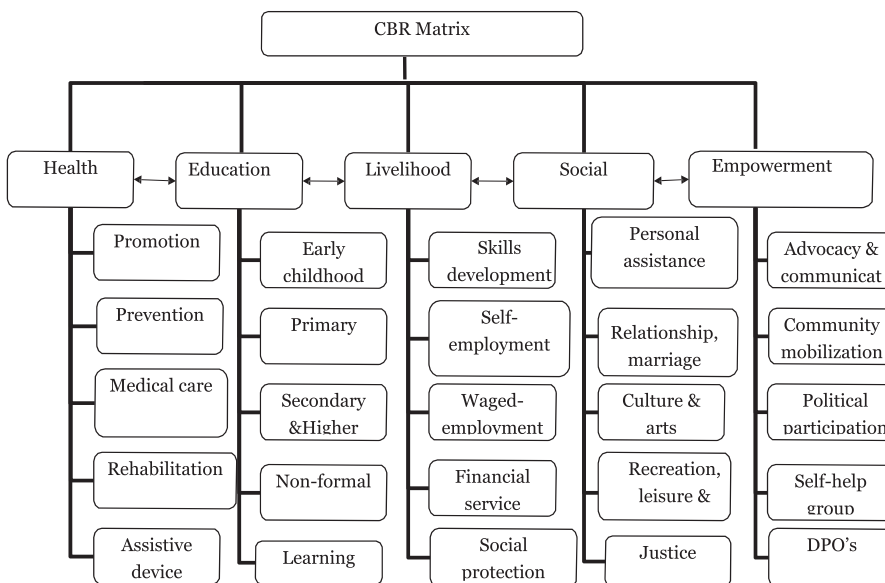 CBR Matrix
Health
Education
Livelihood
Social
Empowerment
Promotion
Prevention
Medical care
Rehabilitation
Assistive
device
Early
childhood
Primary
Secondary
&Higher
Non-formal
Learning
Skills
development
Self-
employment
Waged-
employment
Financial
service
Social
protection
Personal
assistance
Relationship,
marriage
Culture &
arts
Recreation,
leisure &
Justice
Advocacy &
communicat
Community
mobilization
Political
participation
Self-help
group
DPO’s